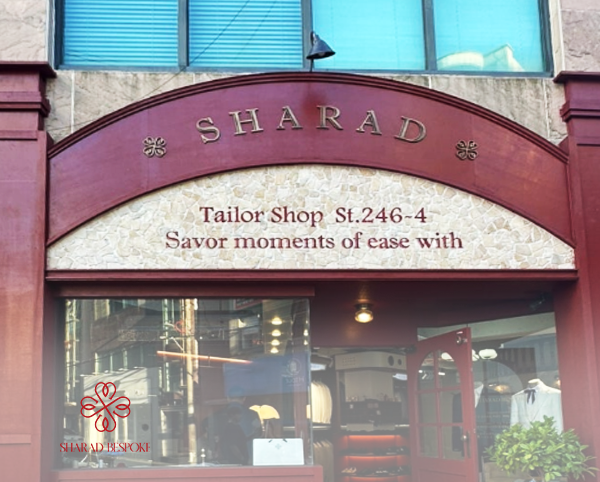 SHARAD
Tailor Shop St.246-4
Savor moments of ease with
SHARAD BESPOKE